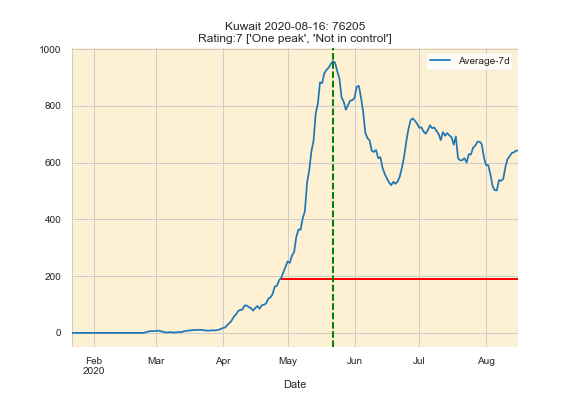 Kuwait 2020-08-16: 76205
Rating:7 ['One peak', 'Not in control']
1000
800
600
400
200
0
Average-7d
Feb
2020
Mar
Apr
May
Jun
Jul
Aug
Date